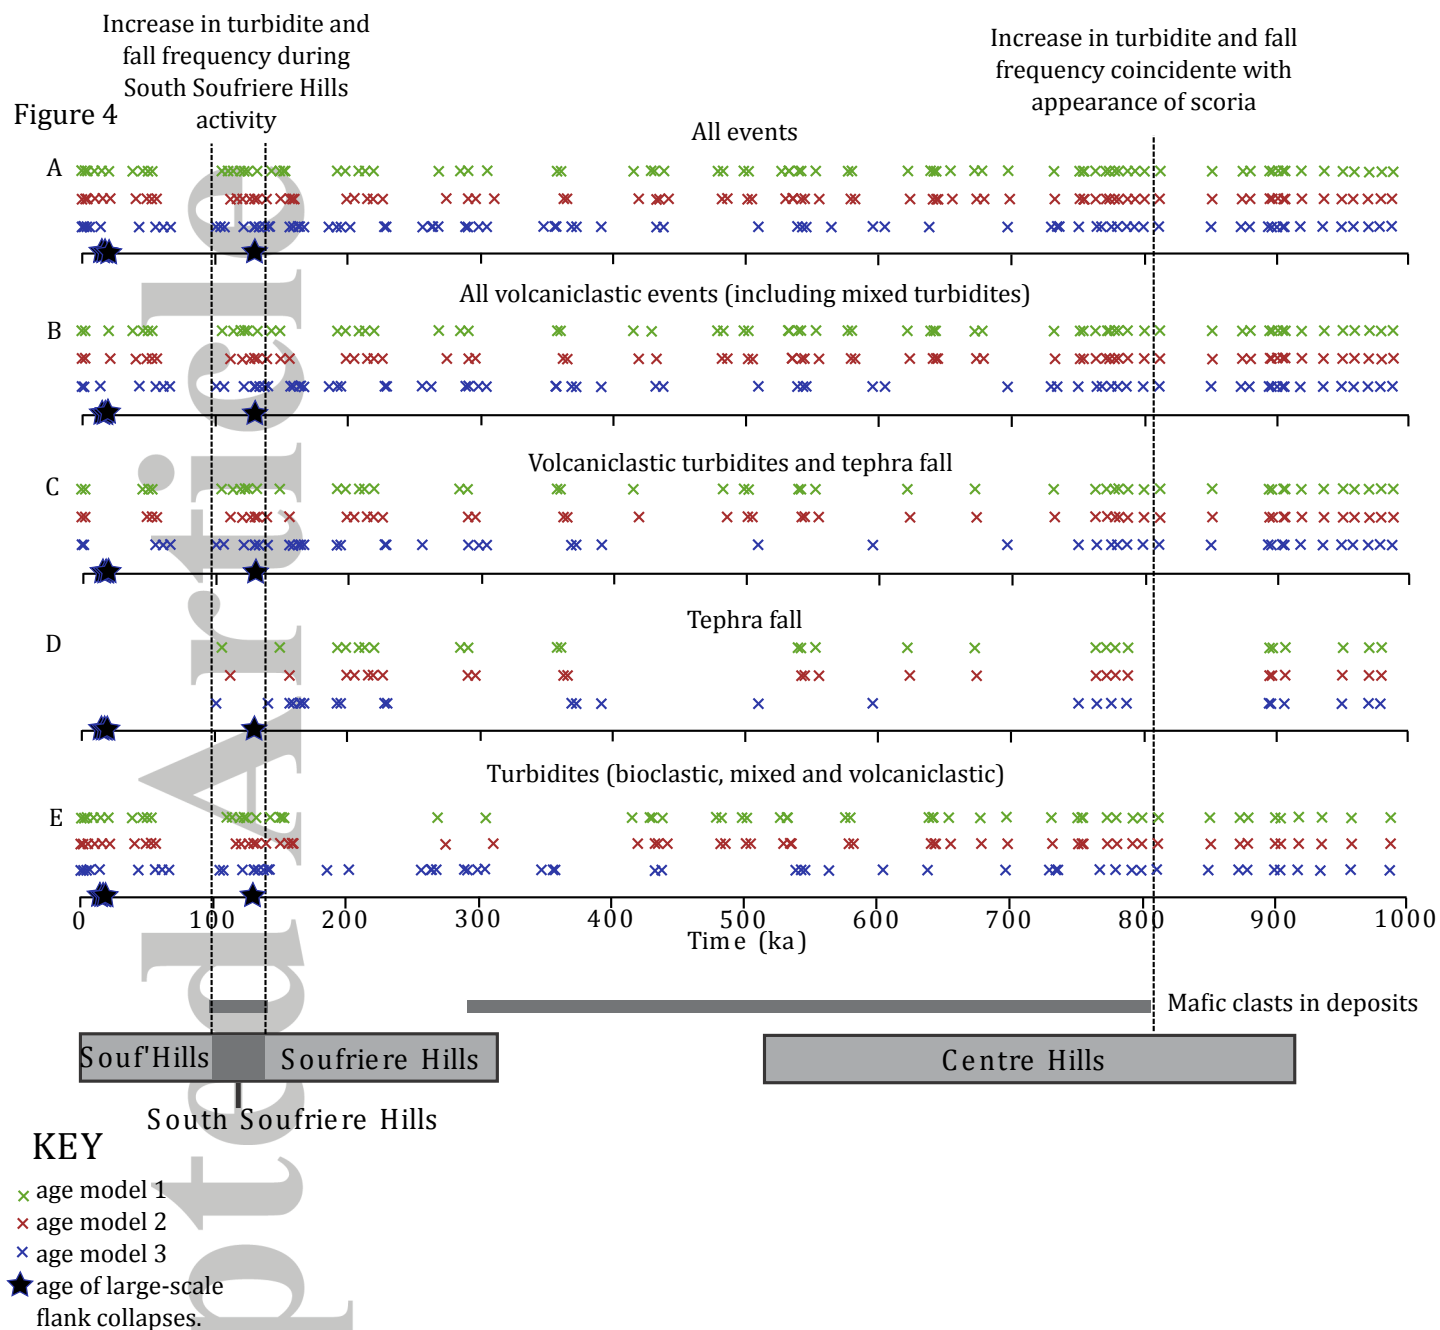 Increase in turbidite and
fall frequency during
South Soufriere Hills
activity
Increase in turbidite and fall
frequency coincidente with
appearance of scoria
Figure 4
All events
A
All volcaniclastic events (including mixed turbidites)
B
Volcaniclastic turbidites and tephra fall
C
Tephra fall
D
Turbidites (bioclastic, mixed and volcaniclastic)
E
0 100 200 300 400 500 600 700 800 900 1000
Time (ka)
Mafic clasts in deposits
Souf'Hills Soufriere Hills Centre Hills
South Soufriere Hills
KEY
age model 1
age model 2
age model 3
age of large-scale
flank collapses.
pted Article